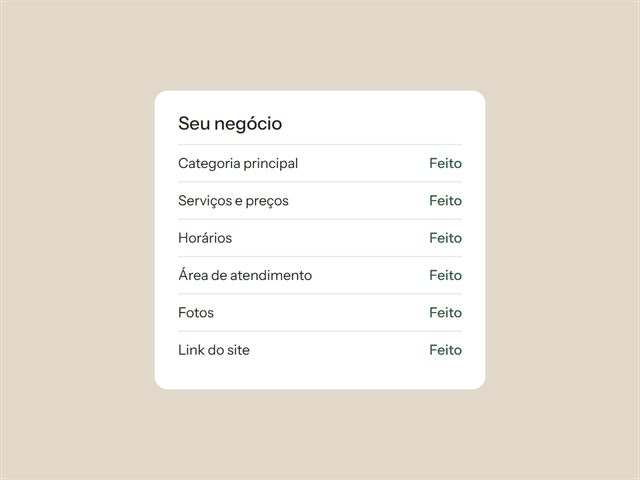 Seu negócio
Categoria principal Feito
Serviços e preços Feito
Horários Feito
Área de atendimento Feito
Fotos Feito
Link do site Feito